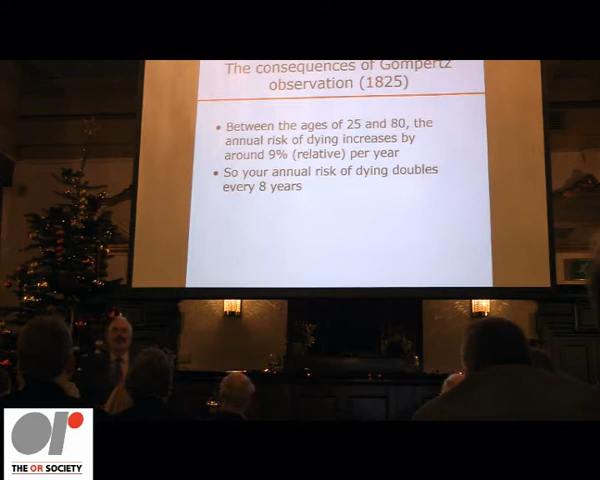 The consequences of Gompertz
observation (1825)
• Between the ages of 25 and 80, the
annual risk of dying increases by
around 9% (relative) per year
• So your annual risk of dying doubles
every 8 years
or
THE OR SOCIETY